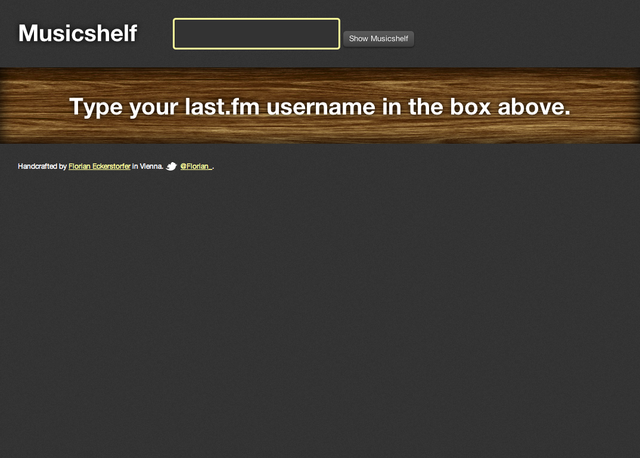 Musicshelf
Show Musicshelf
Type your last.fm username in the box above.
Handcrafted by Florian Eckerstorfer in Vienna. @Florian_.